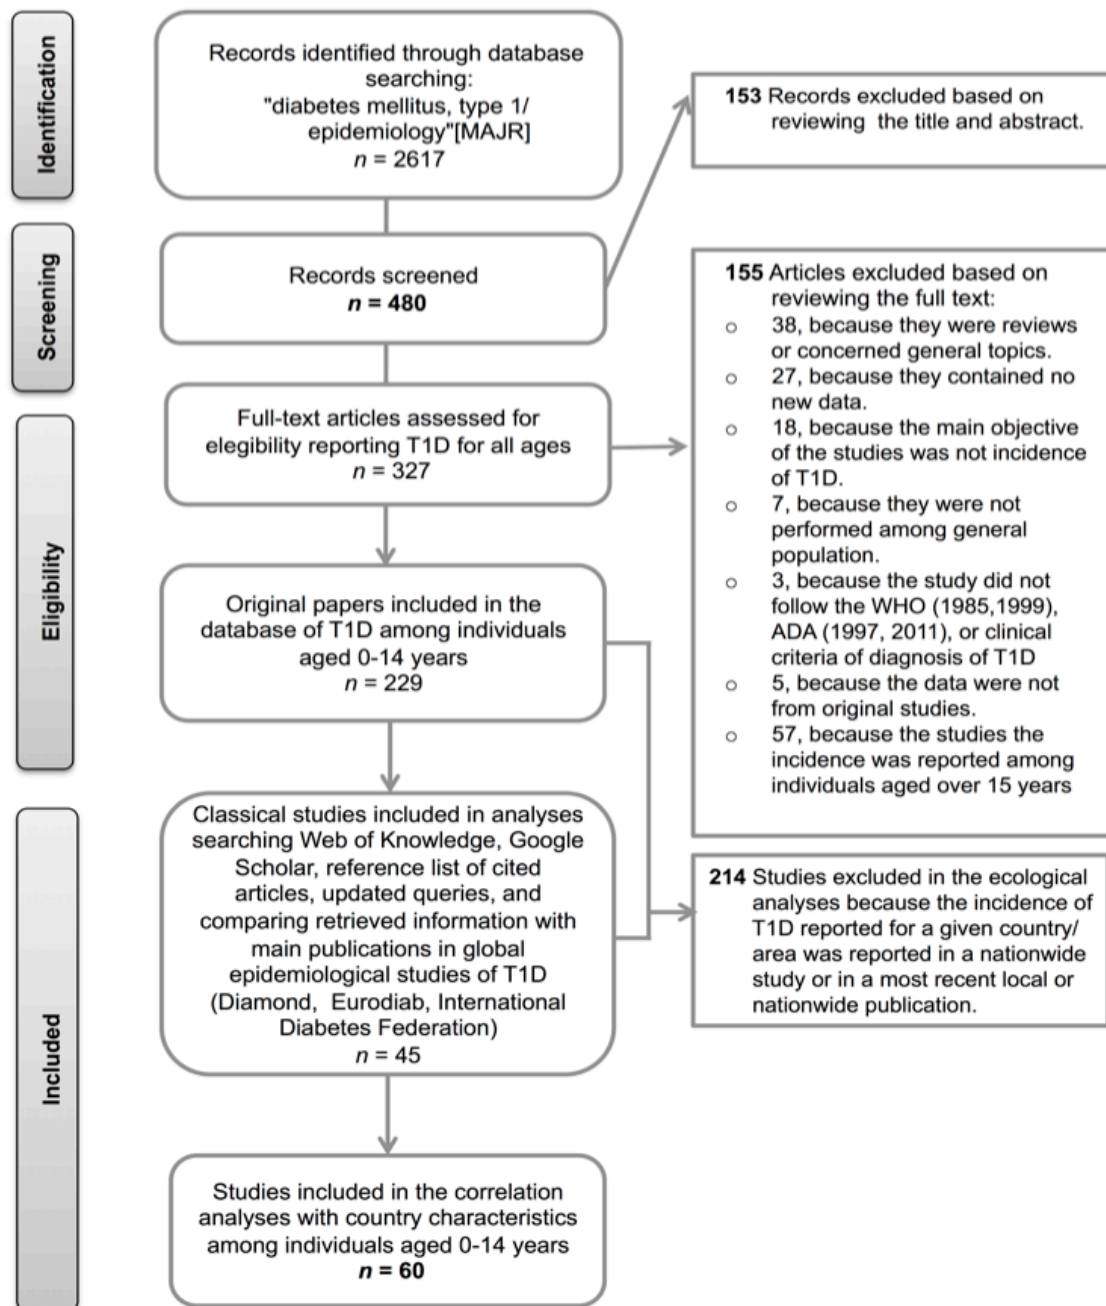 Identification
Records identified through database
searching:
"diabetes mellitus, type 1/
epidemiology"[MAJR]
n = 2617
153 Records excluded based on
reviewing the title and abstract.
Screening
Records screened
n = 480
155 Articles excluded based on
reviewing the full text:
o 38, because they were reviews
or concerned general topics.
o 27, because they contained no
new data.
o 18, because the main objective
of the studies was not incidence
of T1D.
o 7, because they were not
performed among general
population.
o 3, because the study did not
follow the WHO (1985,1999),
ADA (1997, 2011), or clinical
criteria of diagnosis of T1D
o 5, because the data were not
from original studies.
o 57, because the studies the
incidence was reported among
individuals aged over 15 years
Eligibility
Full-text articles assessed for
elegibility reporting T1D for all ages
n = 327
Original papers included in the
database of T1D among individuals
aged 0-14 years
n = 229
Included
Classical studies included in analyses
searching Web of Knowledge, Google
Scholar, reference list of cited
articles, updated queries, and
comparing retrieved information with
main publications in global
epidemiological studies of T1D
(Diamond, Eurodiab, International
Diabetes Federation)
n = 45
214 Studies excluded in the ecological
analyses because the incidence of
T1D reported for a given country/
area was reported in a nationwide
study or in a most recent local or
nationwide publication.
Studies included in the correlation
analyses with country characteristics
among individuals aged 0-14 years
n = 60